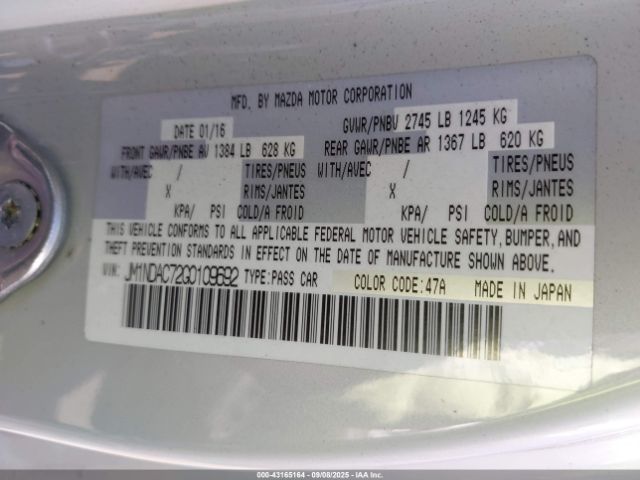 MFD. BY MAZDA MOTOR CORPORATION
DATE 01/16 GVWR/PNBV 2745 LB 1245 KG
FRONT GAWR/PNBE AV 1384 LB 628 KG REAR GAWR/PNBE AR 1367 LB 620 KG
WITH/AVEC / TIRES/PNEUS WITH/AVEC / TIRES/PNEUS
X RIMS/JANTES X RIMS/JANTES
KPA/ PSI COLD/A FROID KPA/ PSI COLD/A FROID
THIS VEHICLE CONFORMS TO ALL APPLICABLE FEDERAL MOTOR VEHICLE SAFETY, BUMPER, AND
THEFT PREVENTION STANDARDS IN EFFECT ON THE DATE OF MANUFACTURE SHOWN ABOVE.
VIN: JM1NDAC72G0109692 TYPE:PASS CAR COLOR CODE:47A MADE IN JAPAN
000-43165164 - 09/08/2025 - IAAI Inc.